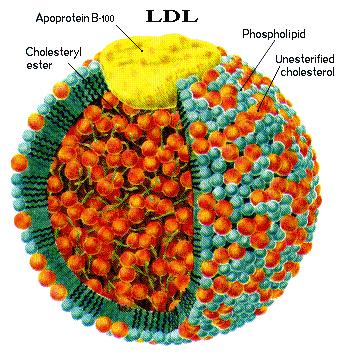 LDL
Apoprotein B-100
Cholesteryl
ester
Phospholipid
Unesterified
cholesterol